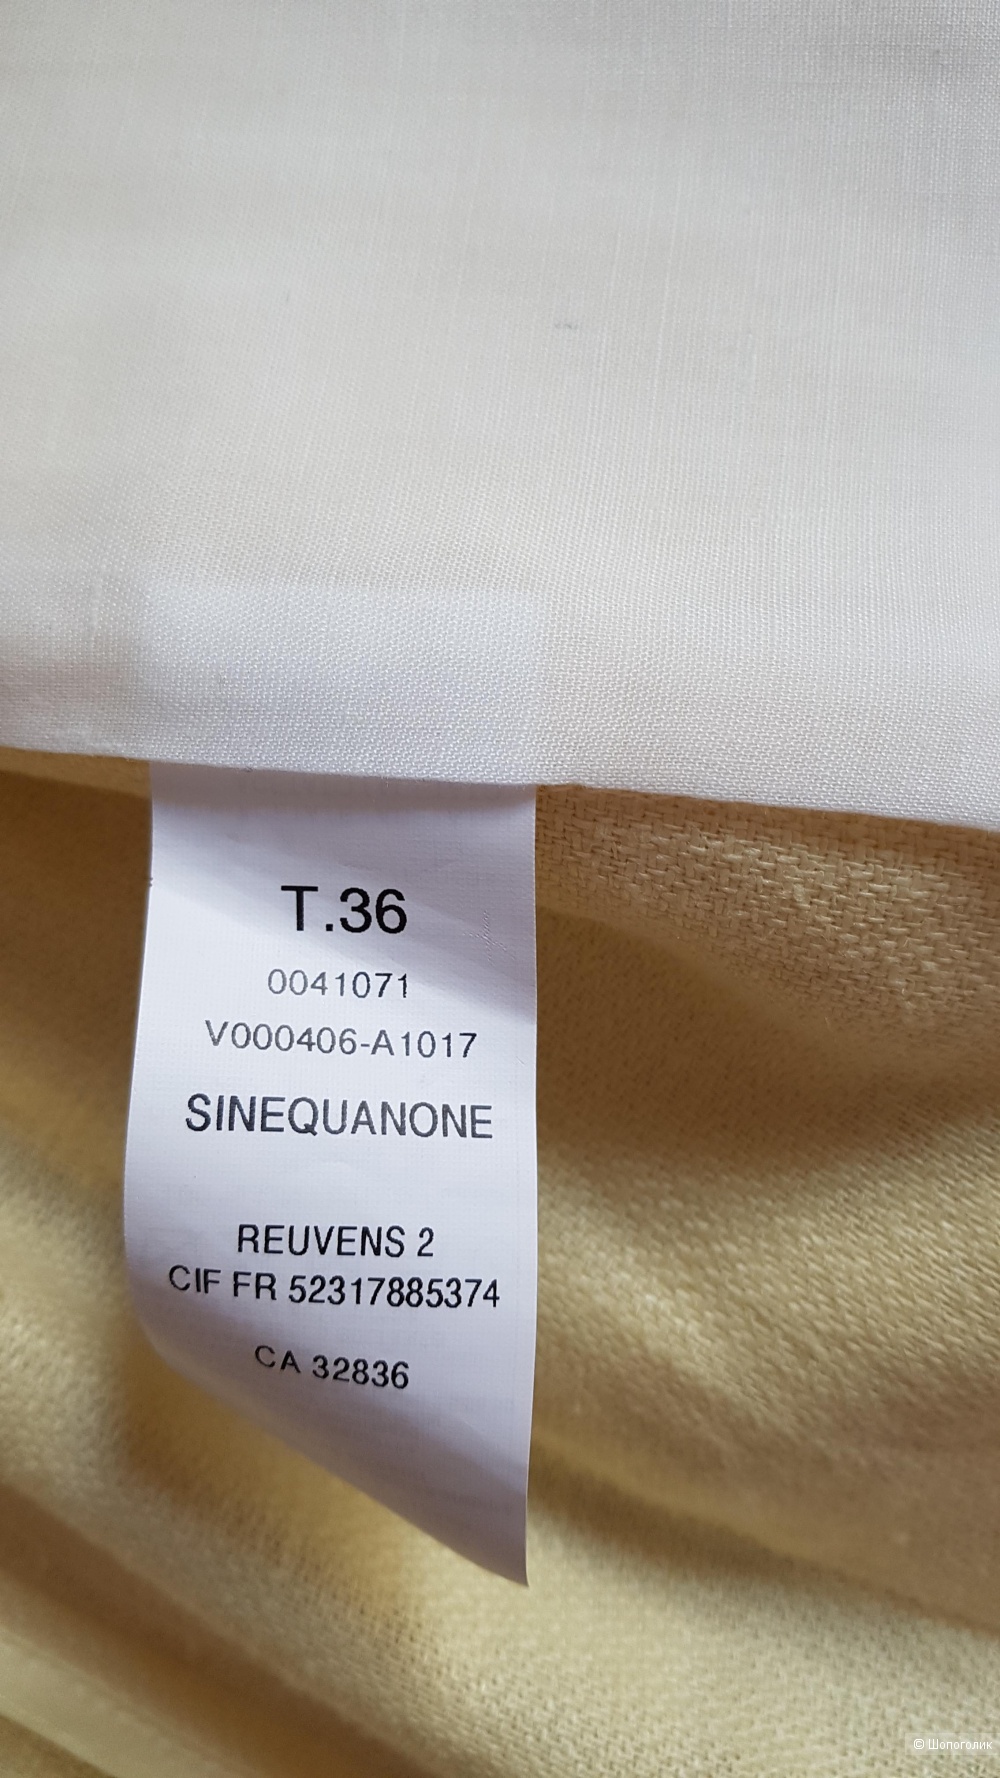 T.36
0041071
V000406-A1017
SINEQUANONE
REUVENS 2
CIF FR 52317885374
CA 32836
© Шопоголик